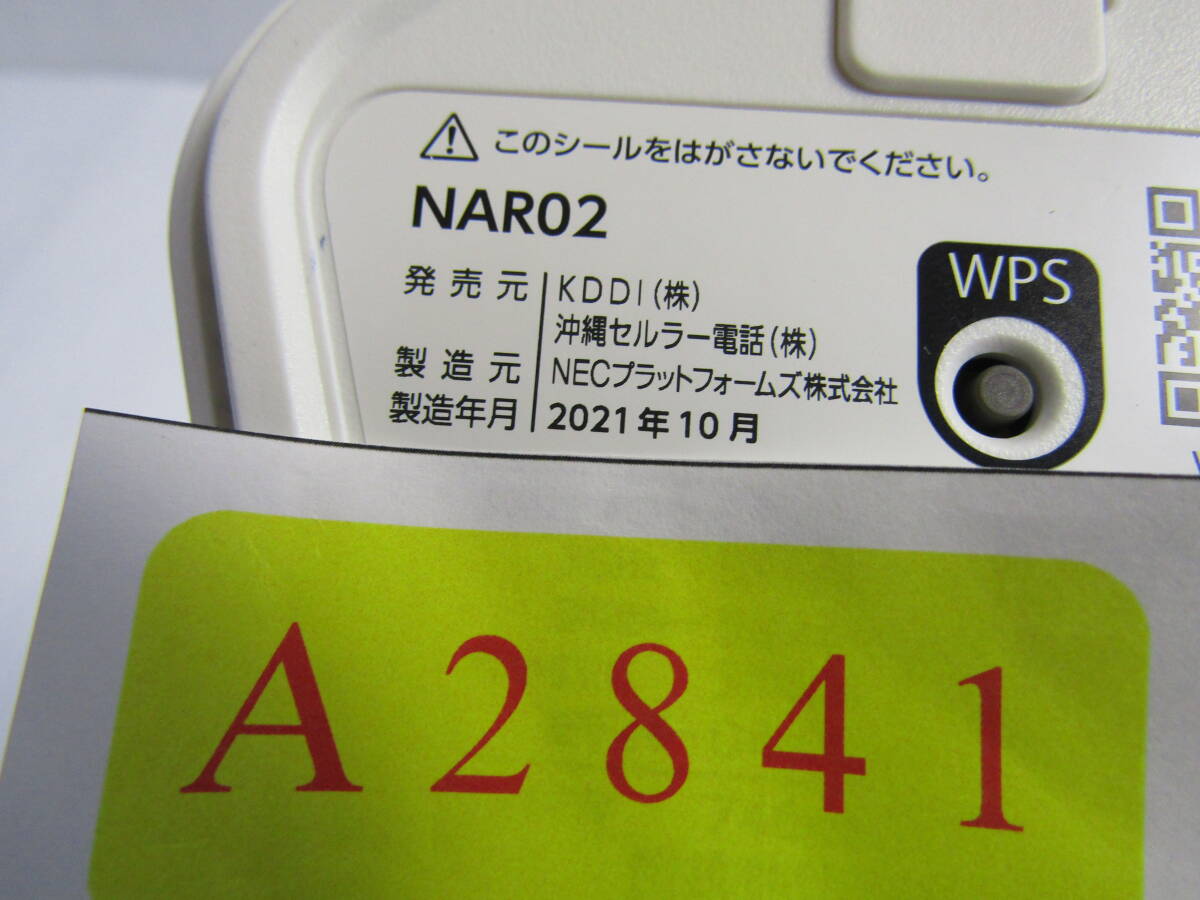 このシールをはがさないでください。
NAR02
発売元 KDDI(株)
沖縄セルラー電話(株)
製造元 NECプラットフォームズ株式会社
製造年月 2021年10月
WPS
A2841